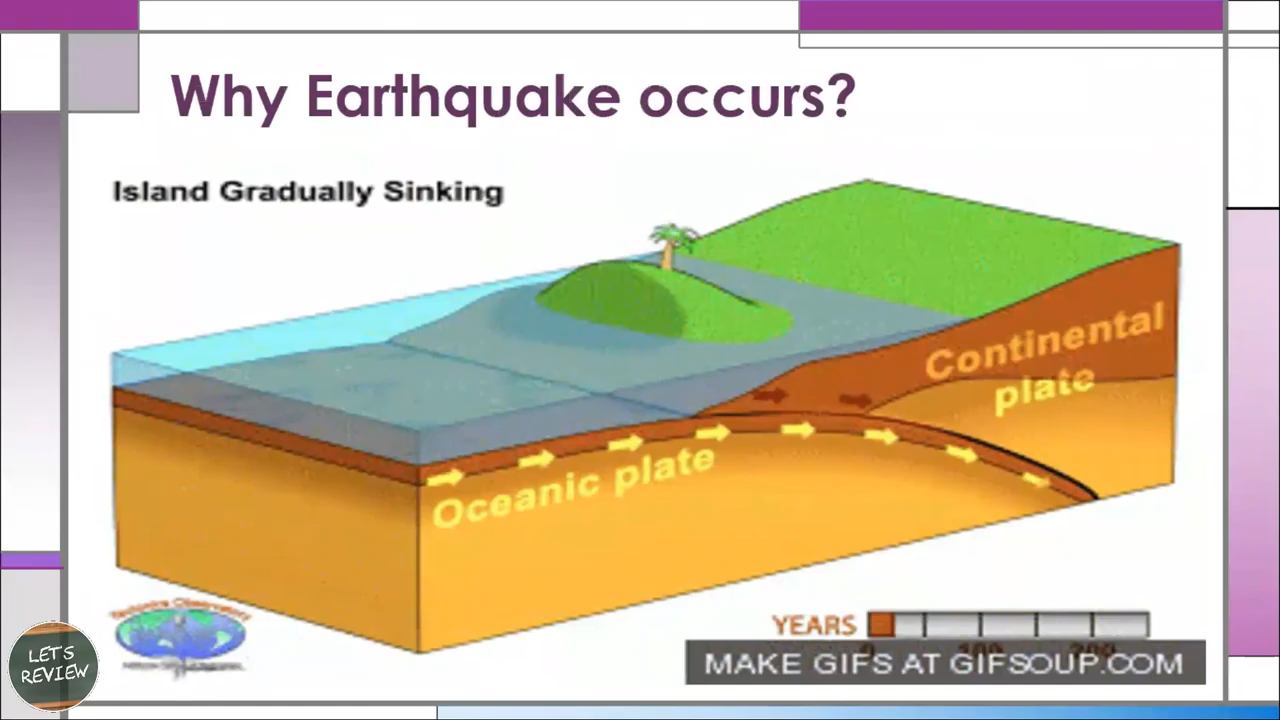 Why Earthquake occurs?
Island Gradually Sinking
Continental
plate
Oceanic plate
YEARS
MAKE GIFS AT GIFSOUP.COM
LET'S
REVIEW